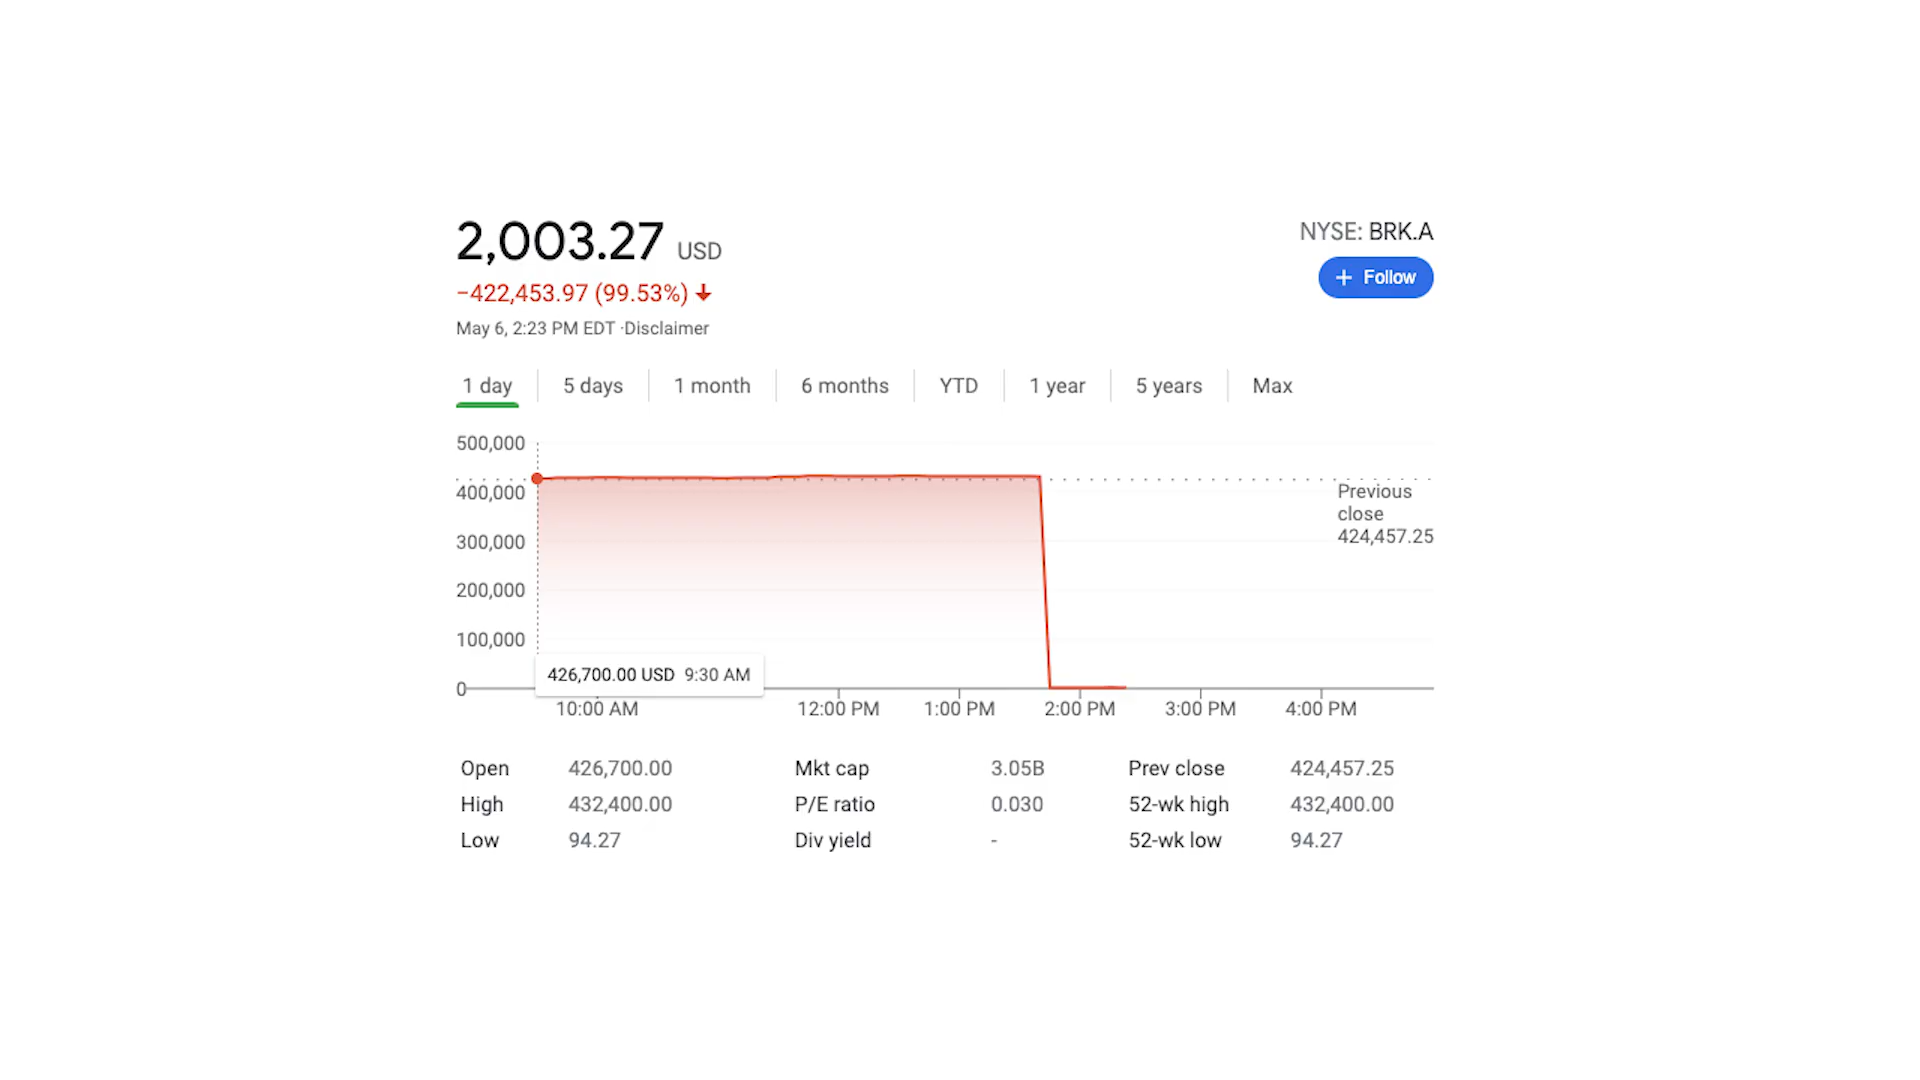 2,003.27 USD
NYSE: BRK.A
−422,453.97 (99.53%) ↓
+ Follow
May 6, 2:23 PM EDT ·Disclaimer
1 day 5 days 1 month 6 months YTD 1 year 5 years Max
500,000
400,000
300,000
200,000
100,000
0
Previous
close
424,457.25
426,700.00 USD 9:30 AM
10:00 AM 12:00 PM 1:00 PM 2:00 PM 3:00 PM 4:00 PM
Open 426,700.00 Mkt cap 3.05B Prev close 424,457.25
High 432,400.00 P/E ratio 0.030 52-wk high 432,400.00
Low 94.27 Div yield - 52-wk low 94.27